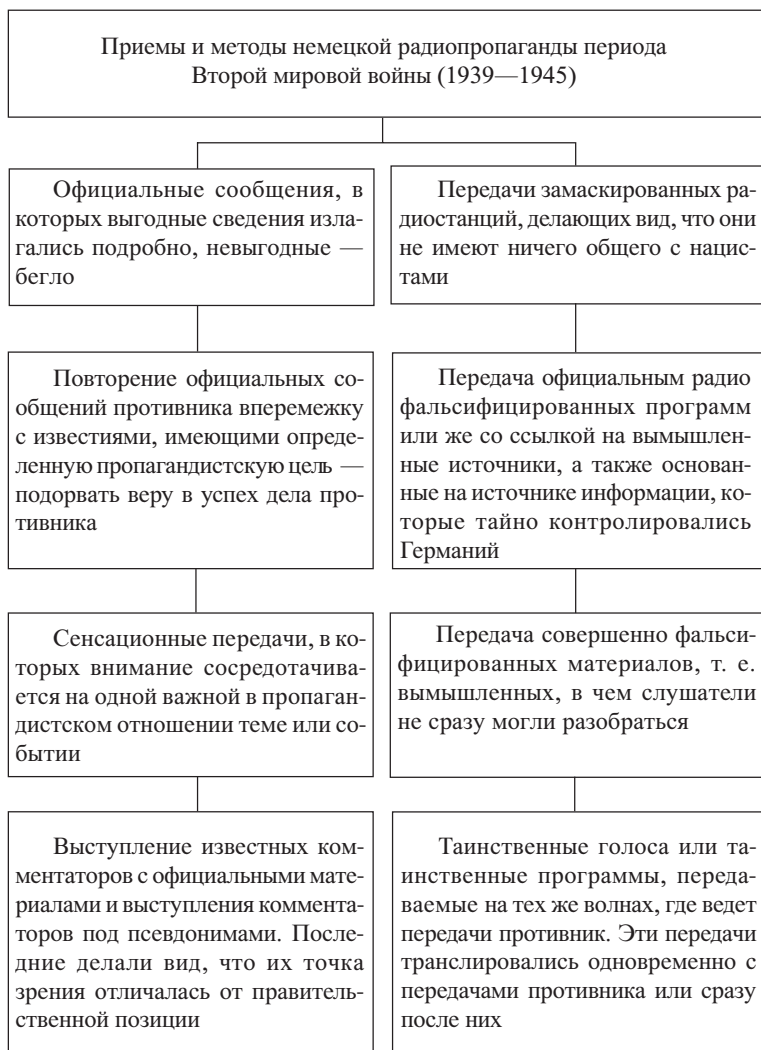 Приемы и методы немецкой радиопропаганды периода
Второй мировой войны (1939—1945)
Официальные сообщения, в
которых выгодные сведения изла-
гались подробно, невыгодные —
бегло
Передачи замаскированных ра-
диостанций, делающих вид, что они
не имеют ничего общего с нацис-
тами
Повторение официальных со-
общений противника вперемежку
с известиями, имеющими опреде-
ленную пропагандистскую цель —
подорвать веру в успех дела про-
тивника
Передача официальным радио
фальсифицированных программ
или же со ссылкой на вымышлен-
ные источники, а также основан-
ные на источнике информации, ко-
торые тайно контролировались
Германий
Сенсационные передачи, в ко-
торых внимание сосредотачива-
ется на одной важной в пропаган-
дистском отношении теме или со-
бытии
Передача совершенно фальси-
фицированных материалов, т. е.
вымышленных, в чем слушатели
не сразу могли разобраться
Выступление известных ком-
ментаторов с официальными мате-
риалами и выступления коммента-
торов под псевдонимами. После-
дние делали вид, что их точка
зрения отличалась от правитель-
ственной позиции
Таинственные голоса или та-
инственные программы, переда-
ваемые на тех же волнах, где ведет
передачи противник. Эти передачи
транслировались одновременно с
передачами противника или сразу
после них